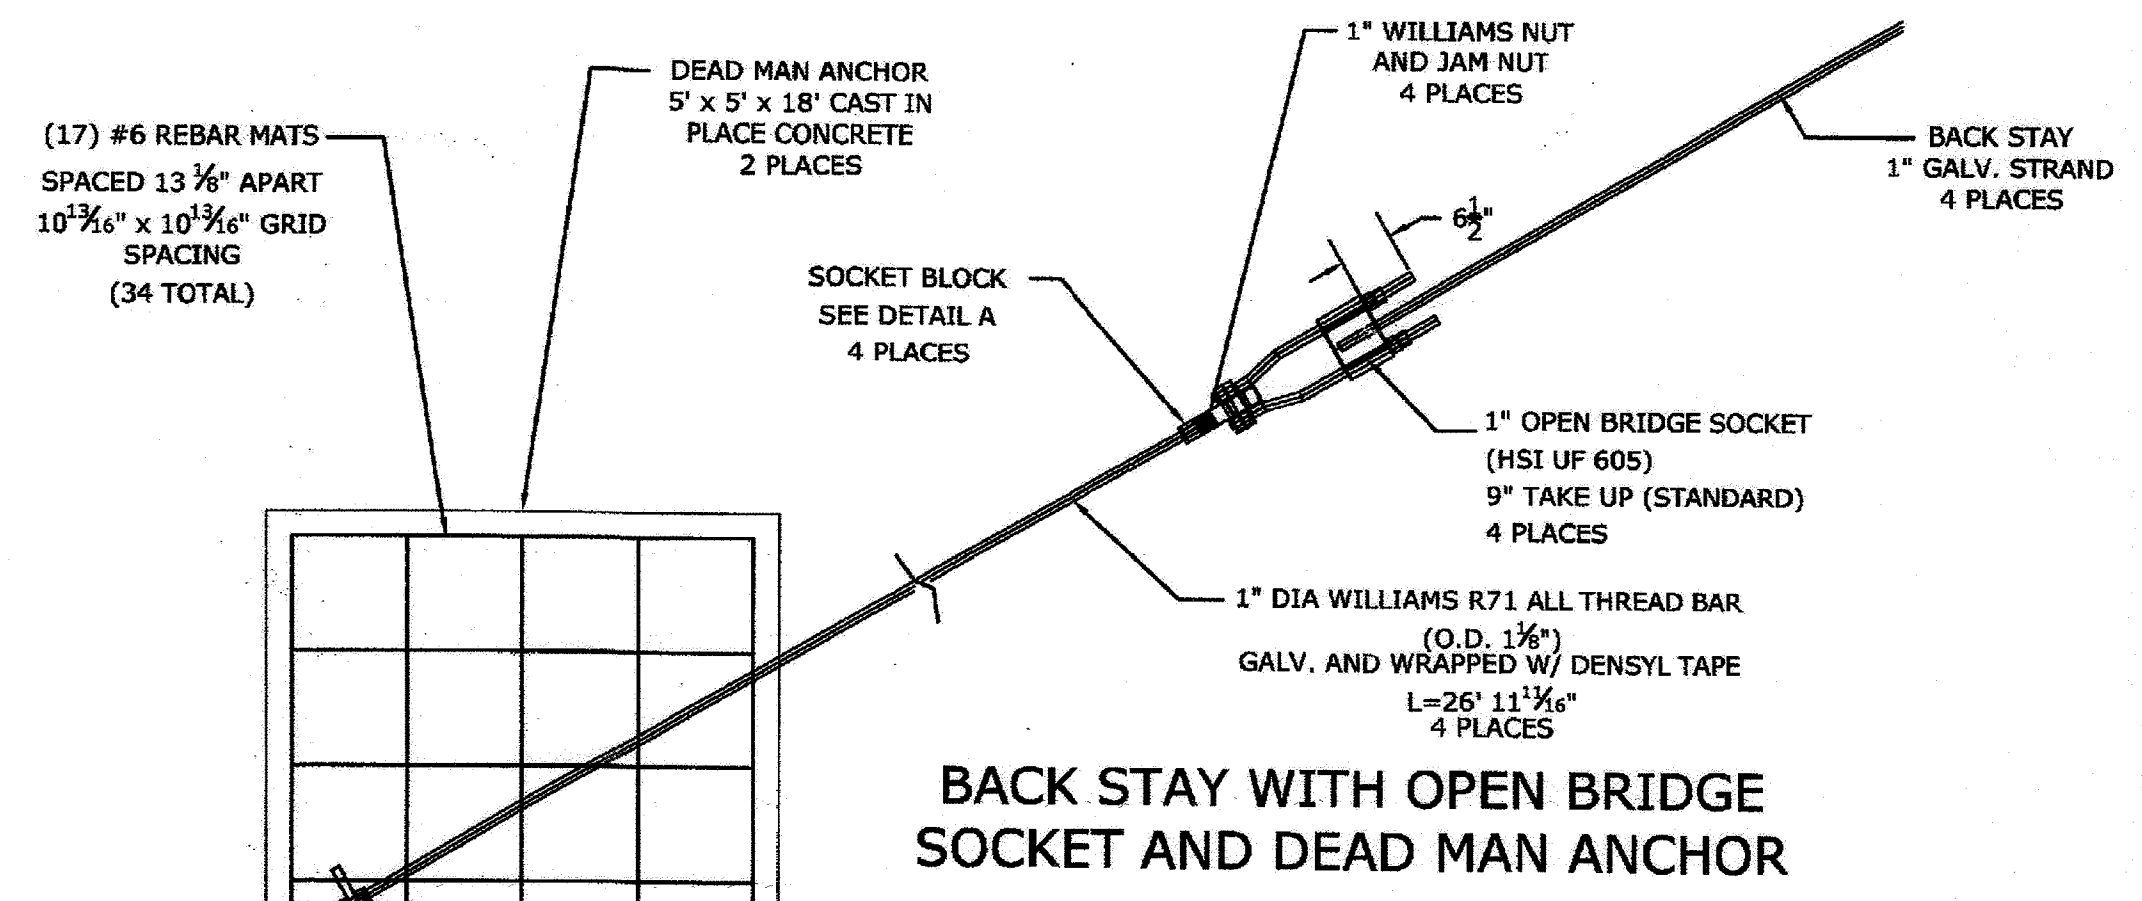 1" WILLIAMS NUT
AND JAM NUT
4 PLACES
DEAD MAN ANCHOR
5' x 5' x 18' CAST IN
PLACE CONCRETE
2 PLACES
(17) #6 REBAR MATS
SPACED 13 1/8" APART
10 13/16" x 10 13/16" GRID
SPACING
(34 TOTAL)
BACK STAY
1" GALV. STRAND
4 PLACES
6 1/2"
SOCKET BLOCK
SEE DETAIL A
4 PLACES
1" OPEN BRIDGE SOCKET
(HSI UF 605)
9" TAKE UP (STANDARD)
4 PLACES
1" DIA WILLIAMS R71 ALL THREAD BAR
(O.D. 1 1/8")
GALV. AND WRAPPED W/ DENSYL TAPE
L=26' 11 11/16"
4 PLACES
BACK STAY WITH OPEN BRIDGE
SOCKET AND DEAD MAN ANCHOR